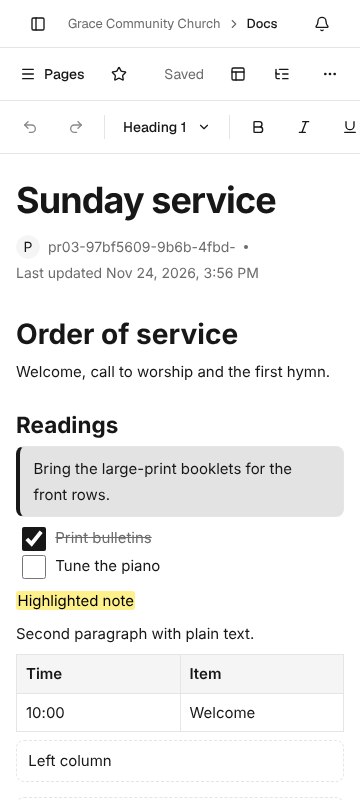 Grace Community Church > Docs
Pages Saved
Heading 1 B I U
Sunday service
P pr03-97bf5609-9b6b-4fbd- •
Last updated Nov 24, 2026, 3:56 PM
Order of service
Welcome, call to worship and the first hymn.
Readings
Bring the large-print booklets for the
front rows.
Print bulletins
Tune the piano
Highlighted note
Second paragraph with plain text.
Time Item
10:00 Welcome
Left column